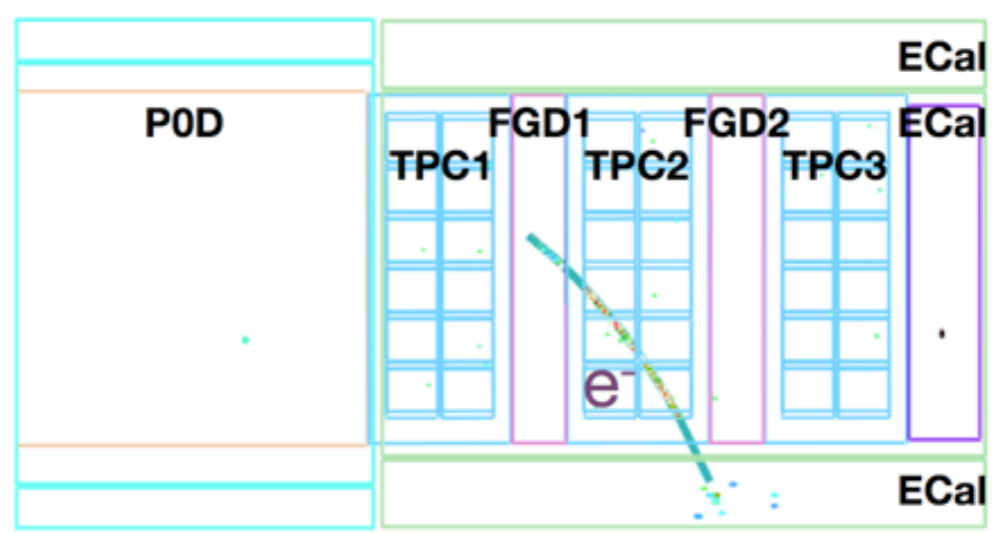 ECal
P0D
FGD1
FGD2
ECal
TPC1
TPC2
TPC3
e⁻
ECal